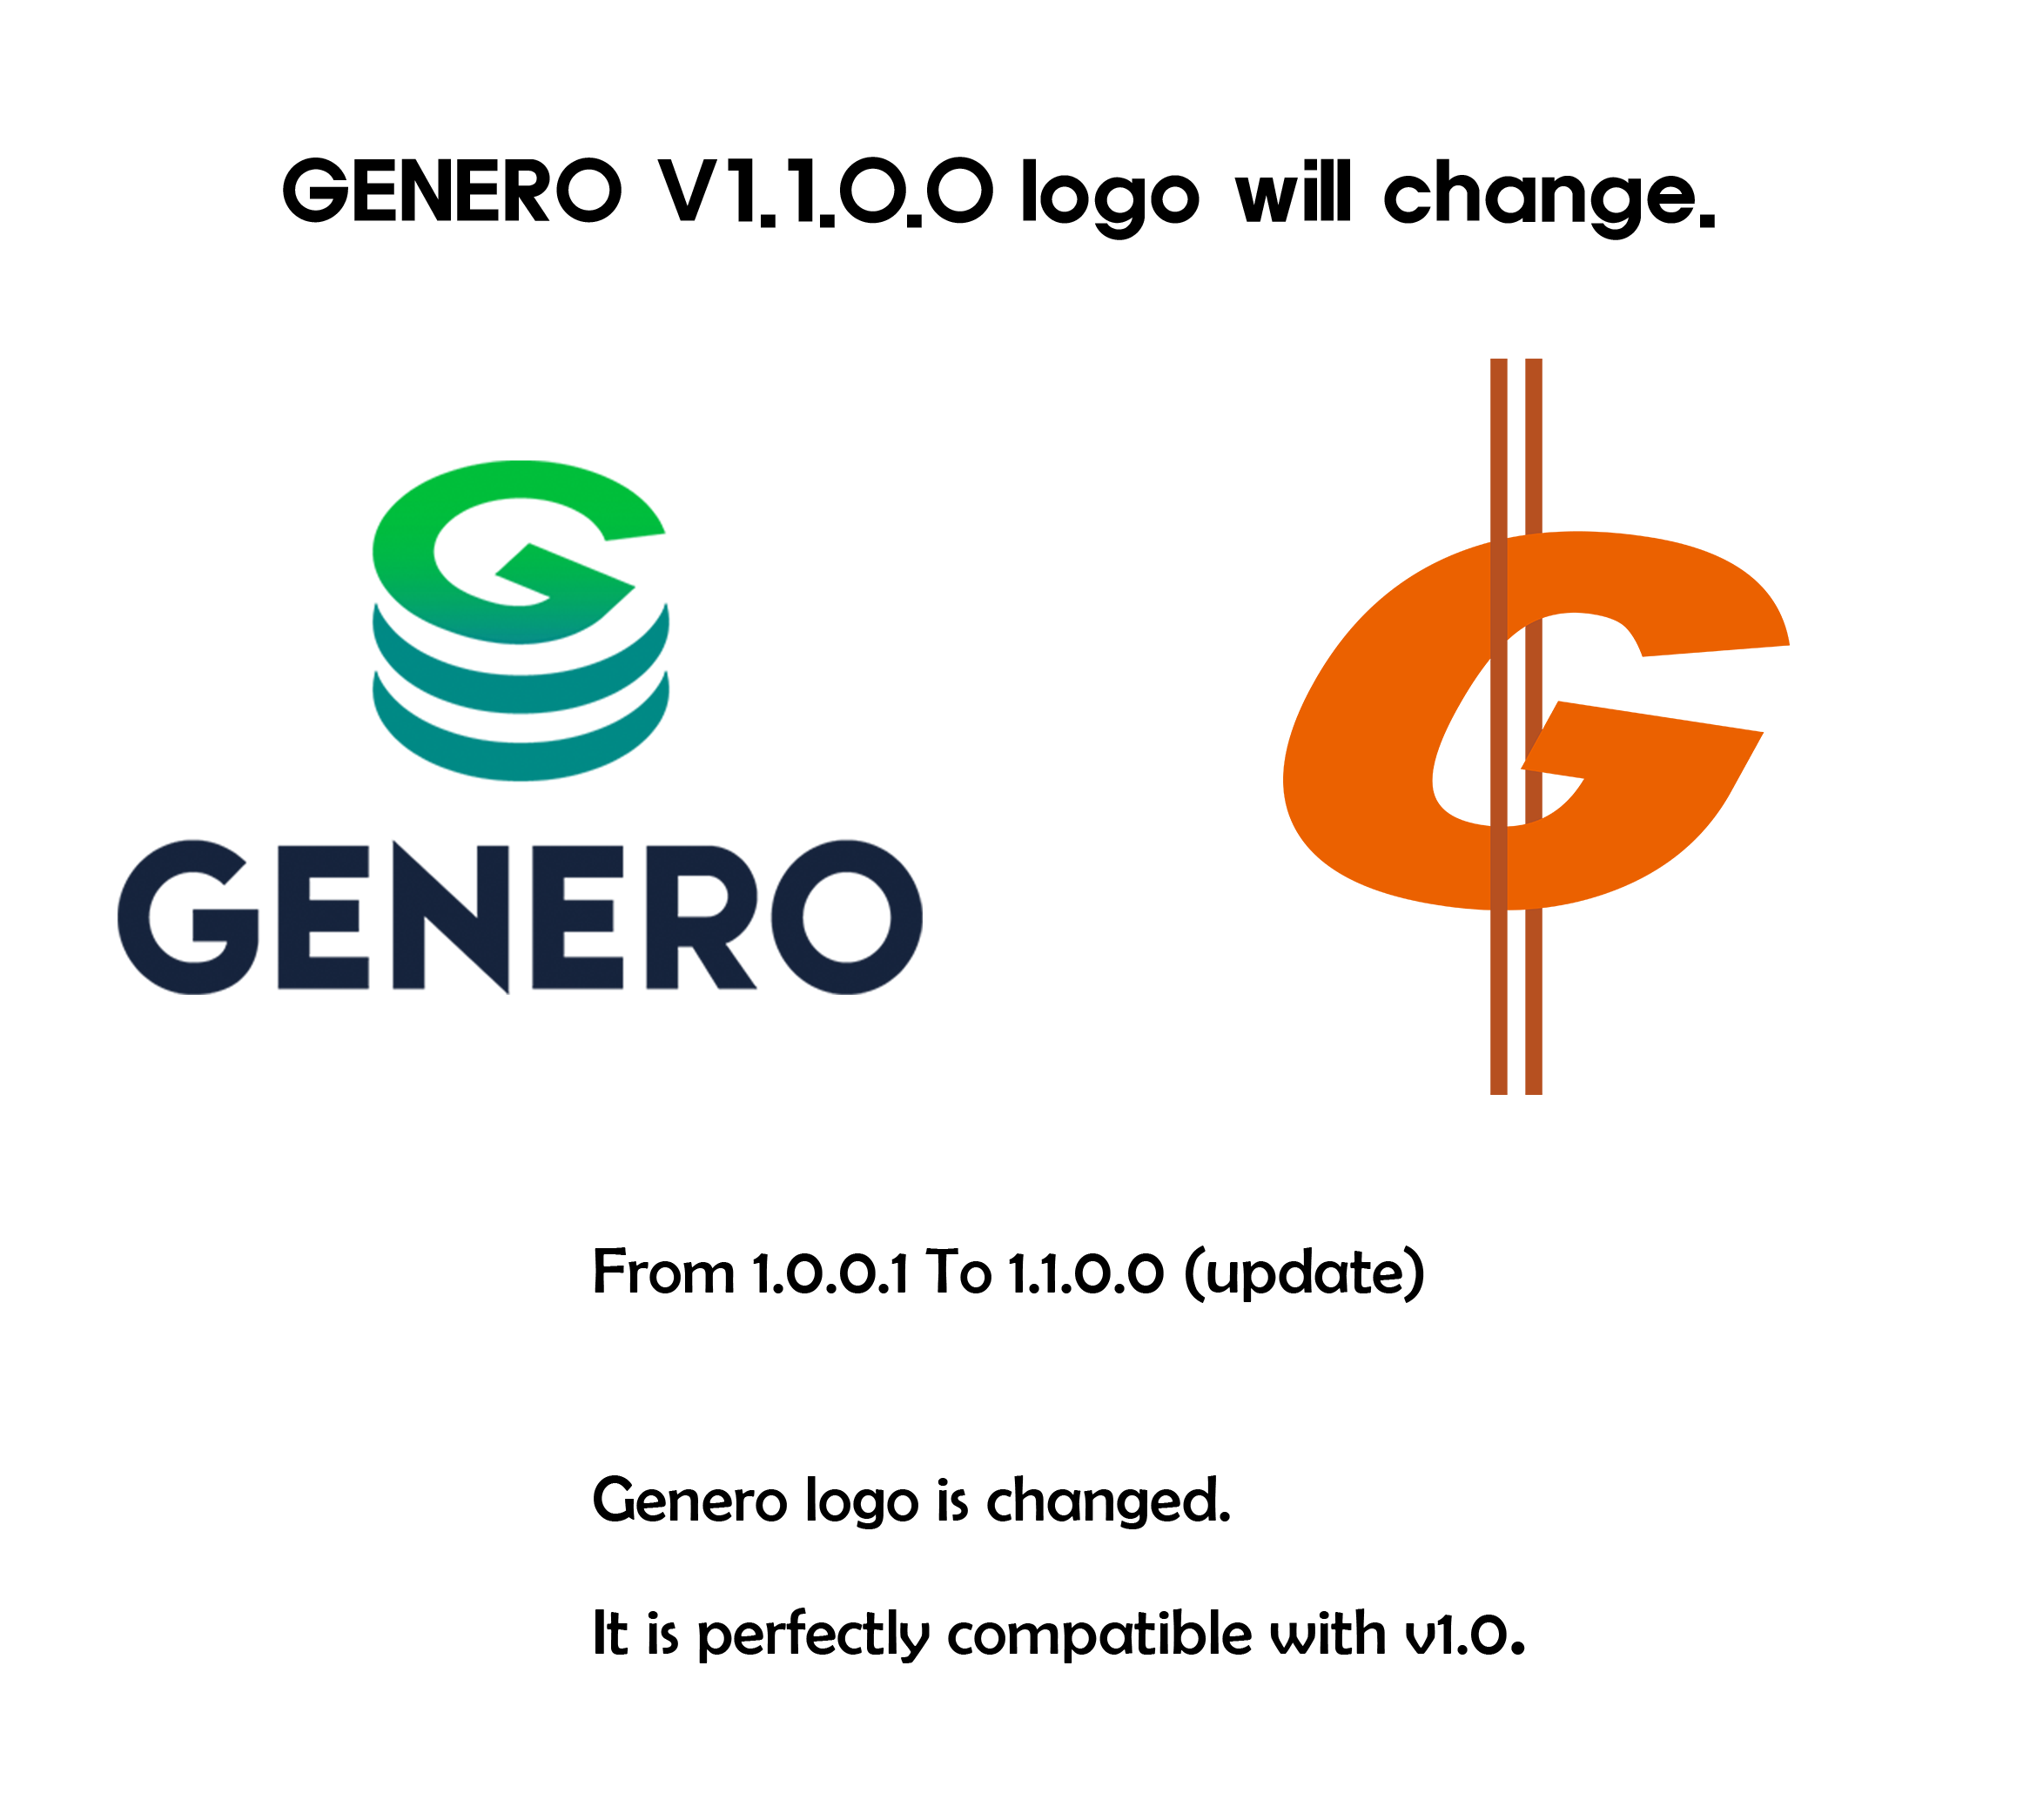 GENERO V1.1.0.0 logo will change.
G
GENERO
G
From 1.0.0.1 To 1.1.0.0 (update)
Genero logo is changed.
It is perfectly compatible with v1.0.